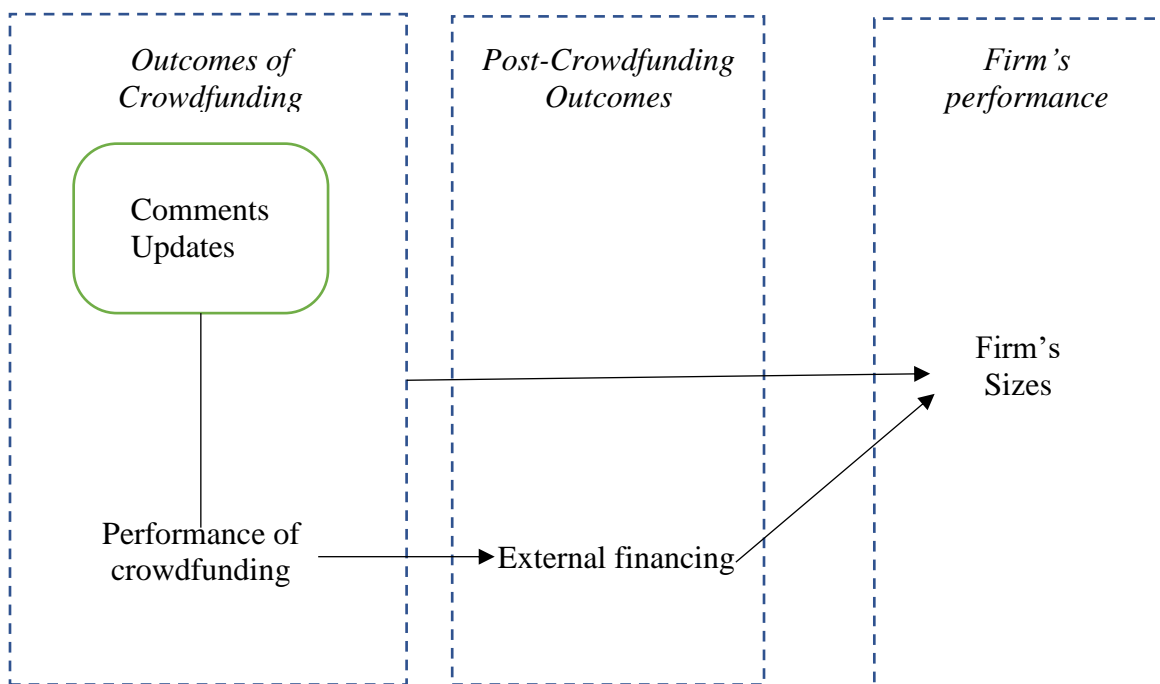 Outcomes of
Crowdfunding
Post-Crowdfunding
Outcomes
Firm’s
performance
Comments
Updates
Firm’s
Sizes
Performance of
crowdfunding
External financing